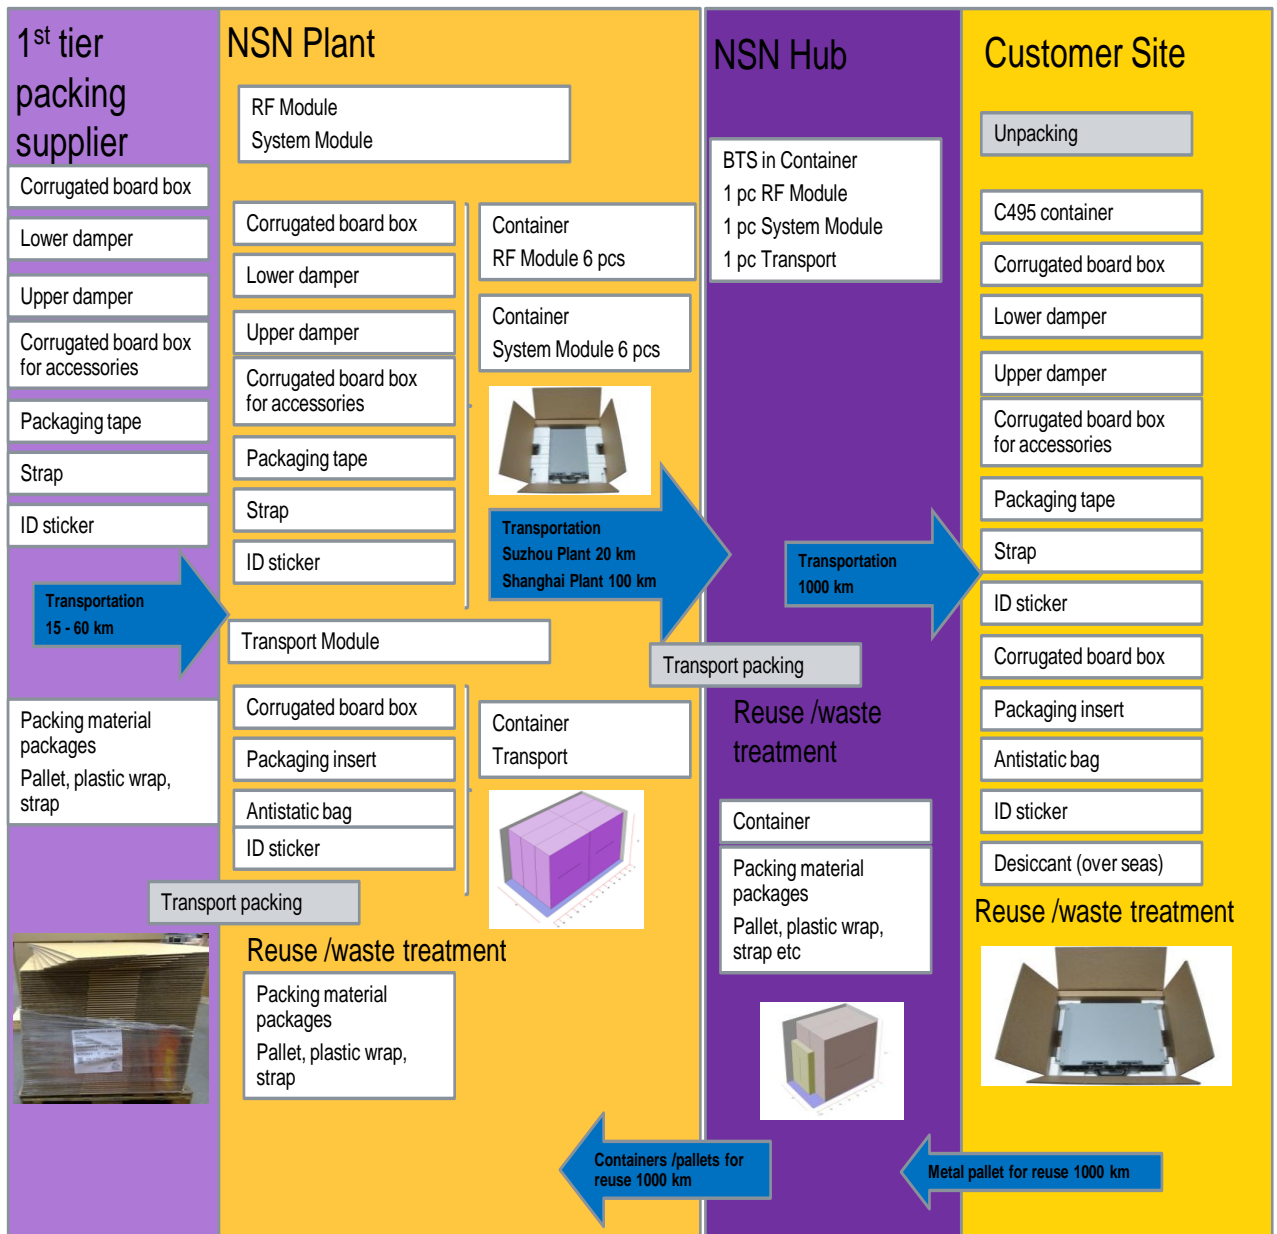 1st tier
packing
supplier
Corrugated board box
Lower damper
Upper damper
Corrugated board box
for accessories
Packaging tape
Strap
ID sticker
Transportation
15 - 60 km
Packing material
packages
Pallet, plastic wrap,
strap
NSN Plant
RF Module
System Module
Corrugated board box
Lower damper
Upper damper
Corrugated board box
for accessories
Packaging tape
Strap
ID sticker
Container
RF Module 6 pcs
Container
System Module 6 pcs
Transportation
Suzhou Plant 20 km
Shanghai Plant 100 km
Transport Module
Corrugated board box
Packaging insert
Antistatic bag
ID sticker
Container
Transport
Transport packing
Reuse /waste treatment
Packing material
packages
Pallet, plastic wrap,
strap
Containers /pallets for
reuse 1000 km
NSN Hub
BTS in Container
1 pc RF Module
1 pc System Module
1 pc Transport
Transportation
1000 km
Transport packing
Reuse /waste
treatment
Container
Packing material
packages
Pallet, plastic wrap,
strap etc
Customer Site
Unpacking
C495 container
Corrugated board box
Lower damper
Upper damper
Corrugated board box
for accessories
Packaging tape
Strap
ID sticker
Corrugated board box
Packaging insert
Antistatic bag
ID sticker
Desiccant (over seas)
Reuse /waste treatment
Metal pallet for reuse 1000 km